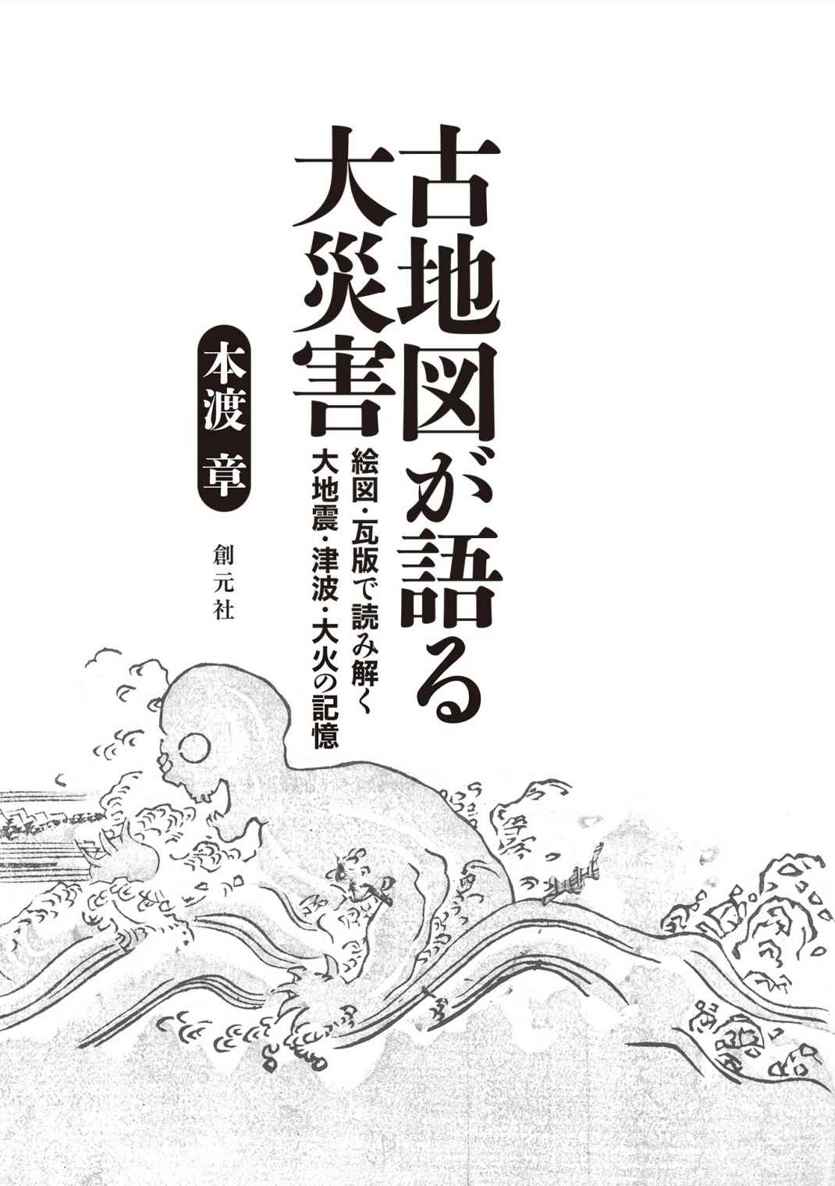 古地図が語る
大災害
絵図・瓦版で読み解く
大地震・津波・大火の記憶
本渡 章
創元社